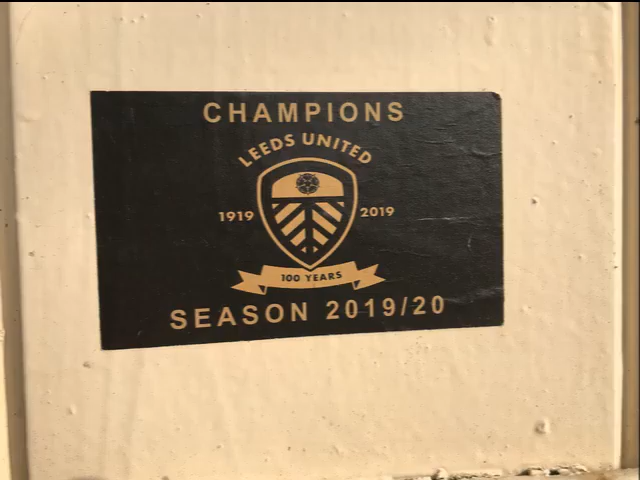 CHAMPIONS
LEEDS UNITED
1919 2019
100 YEARS
SEASON 2019/20